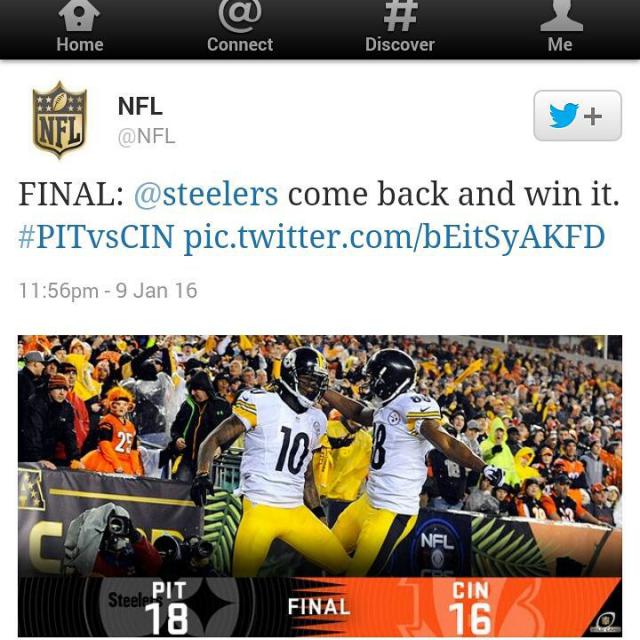 Home Connect Discover Me
NFL
NFL
@NFL
FINAL: @steelers come back and win it.
#PITvsCIN pic.twitter.com/bEitSyAKFD
11:56pm - 9 Jan 16
25
10
8
NFL
Steelers
PIT
18
FINAL
CIN
16